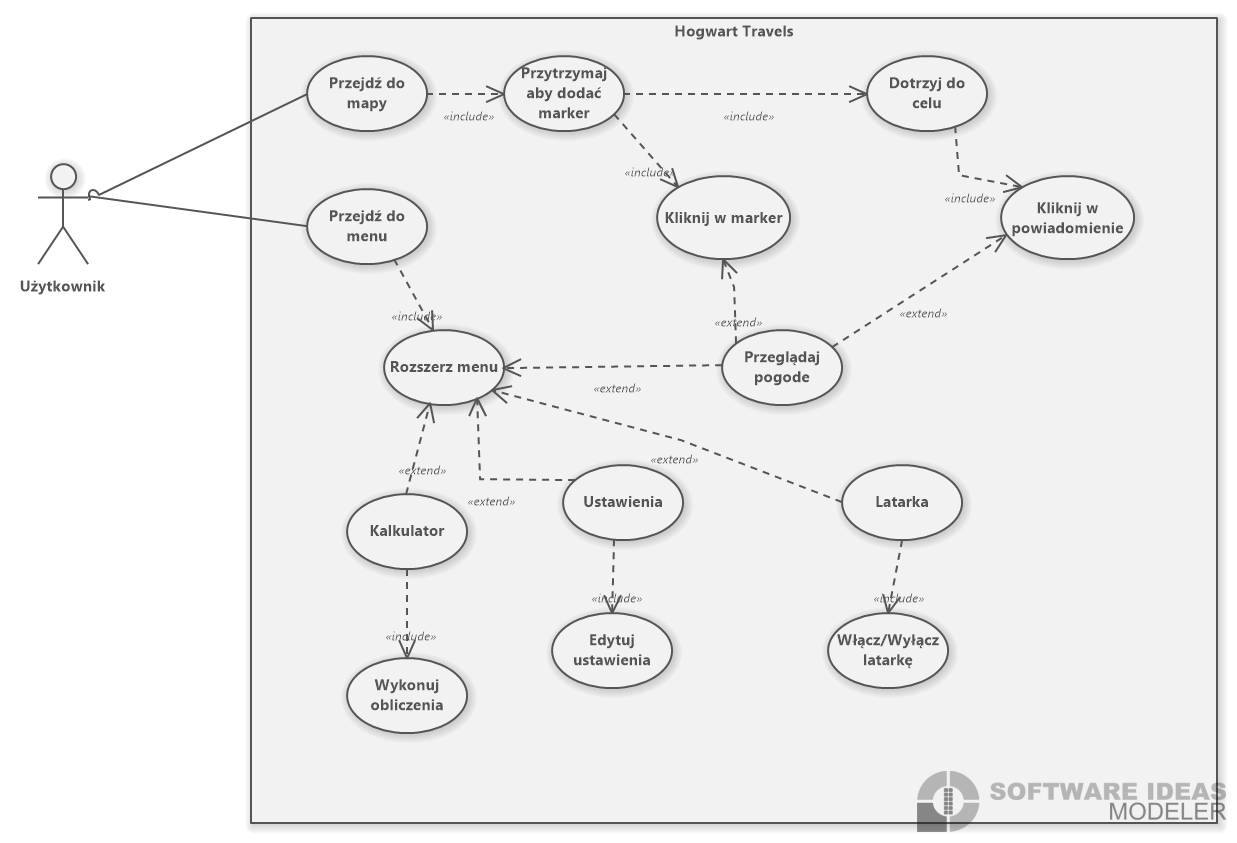 Hogwart Travels
Przejdź do
mapy
«include»
Przytrzymaj
aby dodać
marker
«include»
Dotrzyj do
celu
«include»
«include»
Kliknij w marker
Kliknij w
powiadomienie
Użytkownik
Przejdź do
menu
«include»
«extend»
«extend»
Rozszerz menu
«extend»
Przeglądaj
pogode
«extend»
«extend»
«extend»
Kalkulator
Ustawienia
Latarka
«include»
«include»
«include»
Wykonuj
obliczenia
Edytuj
ustawienia
Włącz/Wyłącz
latarkę
SOFTWARE IDEAS
MODELER